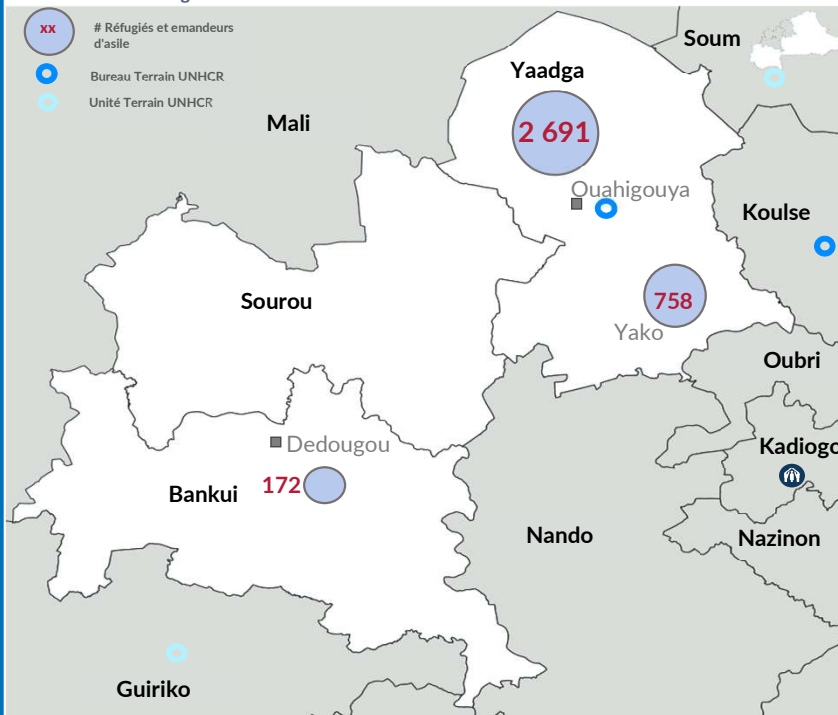 xx
# Réfugiés et emandeurs
d'asile
Bureau Terrain UNHCR
Unité Terrain UNHCR
Soum
Yaadga
Mali
2 691
Ouahigouya
Koulse
Sourou
758
Yako
Oubri
Dedougou
Kadiogo
172
Bankui
Nando
Nazinon
Guiriko